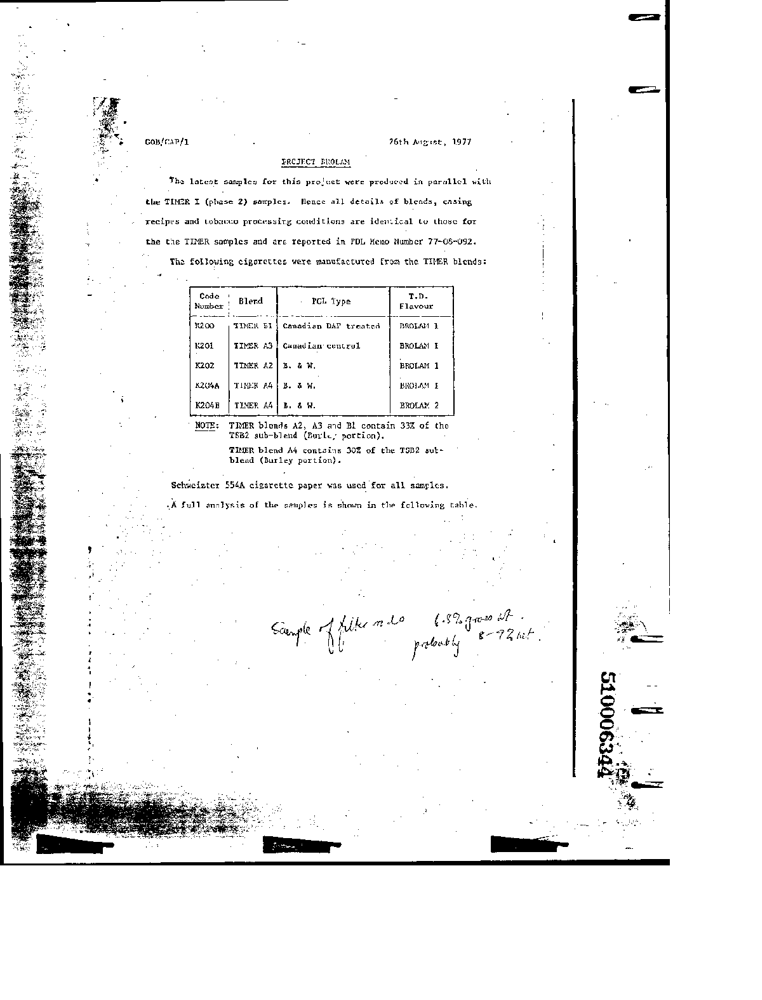 GOB/CAP/1 26th August, 1977
PROJECT BROLAM
The latest samples for this project were produced in parallel with
the TIMER I (phase 2) samples. Hence all details of blends, casing
recipes and tobacco processing conditions are identical to those for
the the TIMER samples and are reported in PDL Memo Number 77-08-092.
The following cigarettes were manufactured from the TIMER blends:
Code Number Blend PCL Type T.D. Flavour
K200 TIMER B1 Canadian DAP treated BROLAM 1
K201 TIMER A3 Canadian control BROLAM 1
K202 TIMER A2 B. & W. BROLAM 1
K204A TIMER A4 B. & W. BROLAM 1
K204B TIMER A4 B. & W. BROLAM 2
NOTE: TIMER blends A2, A3 and B1 contain 33% of the
TSB2 sub-blend (Burley portion).
TIMER blend A4 contains 30% of the TSB2 sub-
blend (Burley portion).
Schweizter 554A cigarette paper was used for all samples.
A full analysis of the samples is shown in the following table.
Sample of filter 6.8% gross wt.
probably
510006344